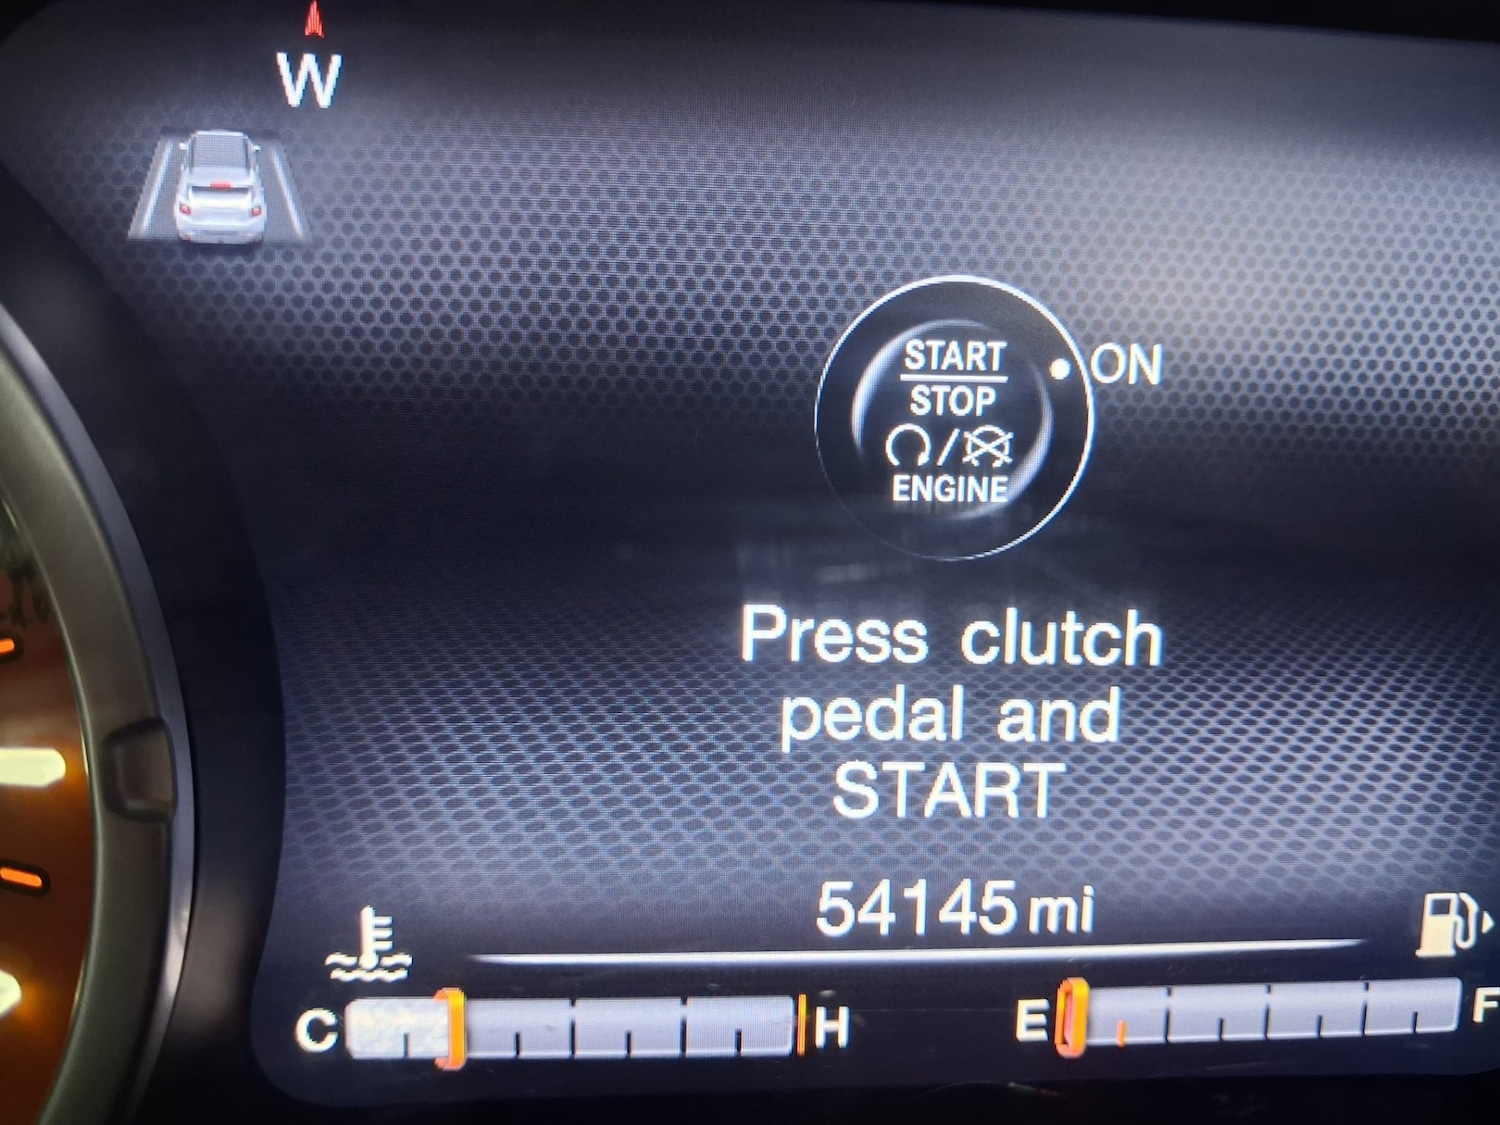 W
START
STOP
ENGINE
ON
Press clutch
pedal and
START
54145 mi
C H E F